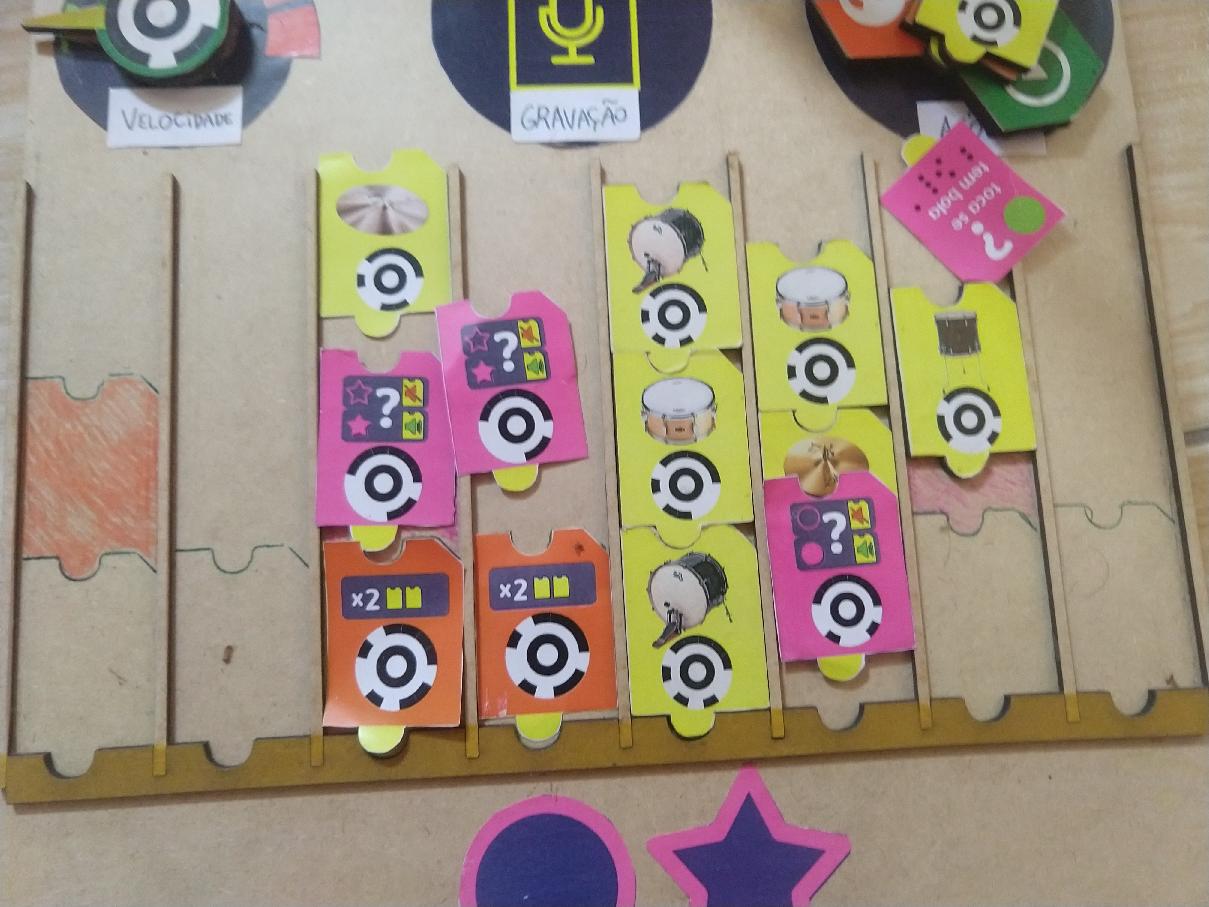 VELOCIDADE
GRAVAÇÃO
?
toca se
tem bola
?
?
?
x2
x2